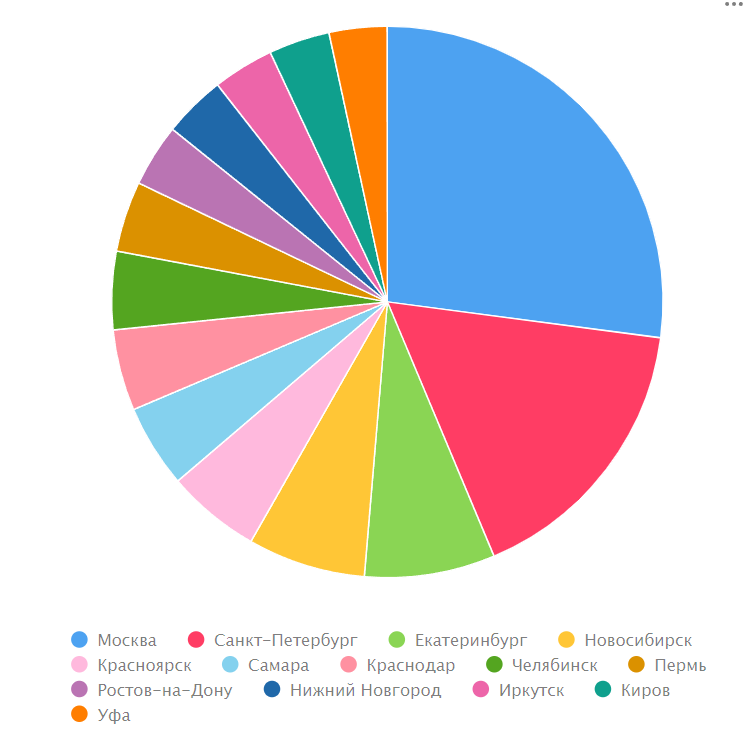 Москва Санкт-Петербург Екатеринбург Новосибирск
Красноярск Самара Краснодар Челябинск Пермь
Ростов-на-Дону Нижний Новгород Иркутск Киров
Уфа